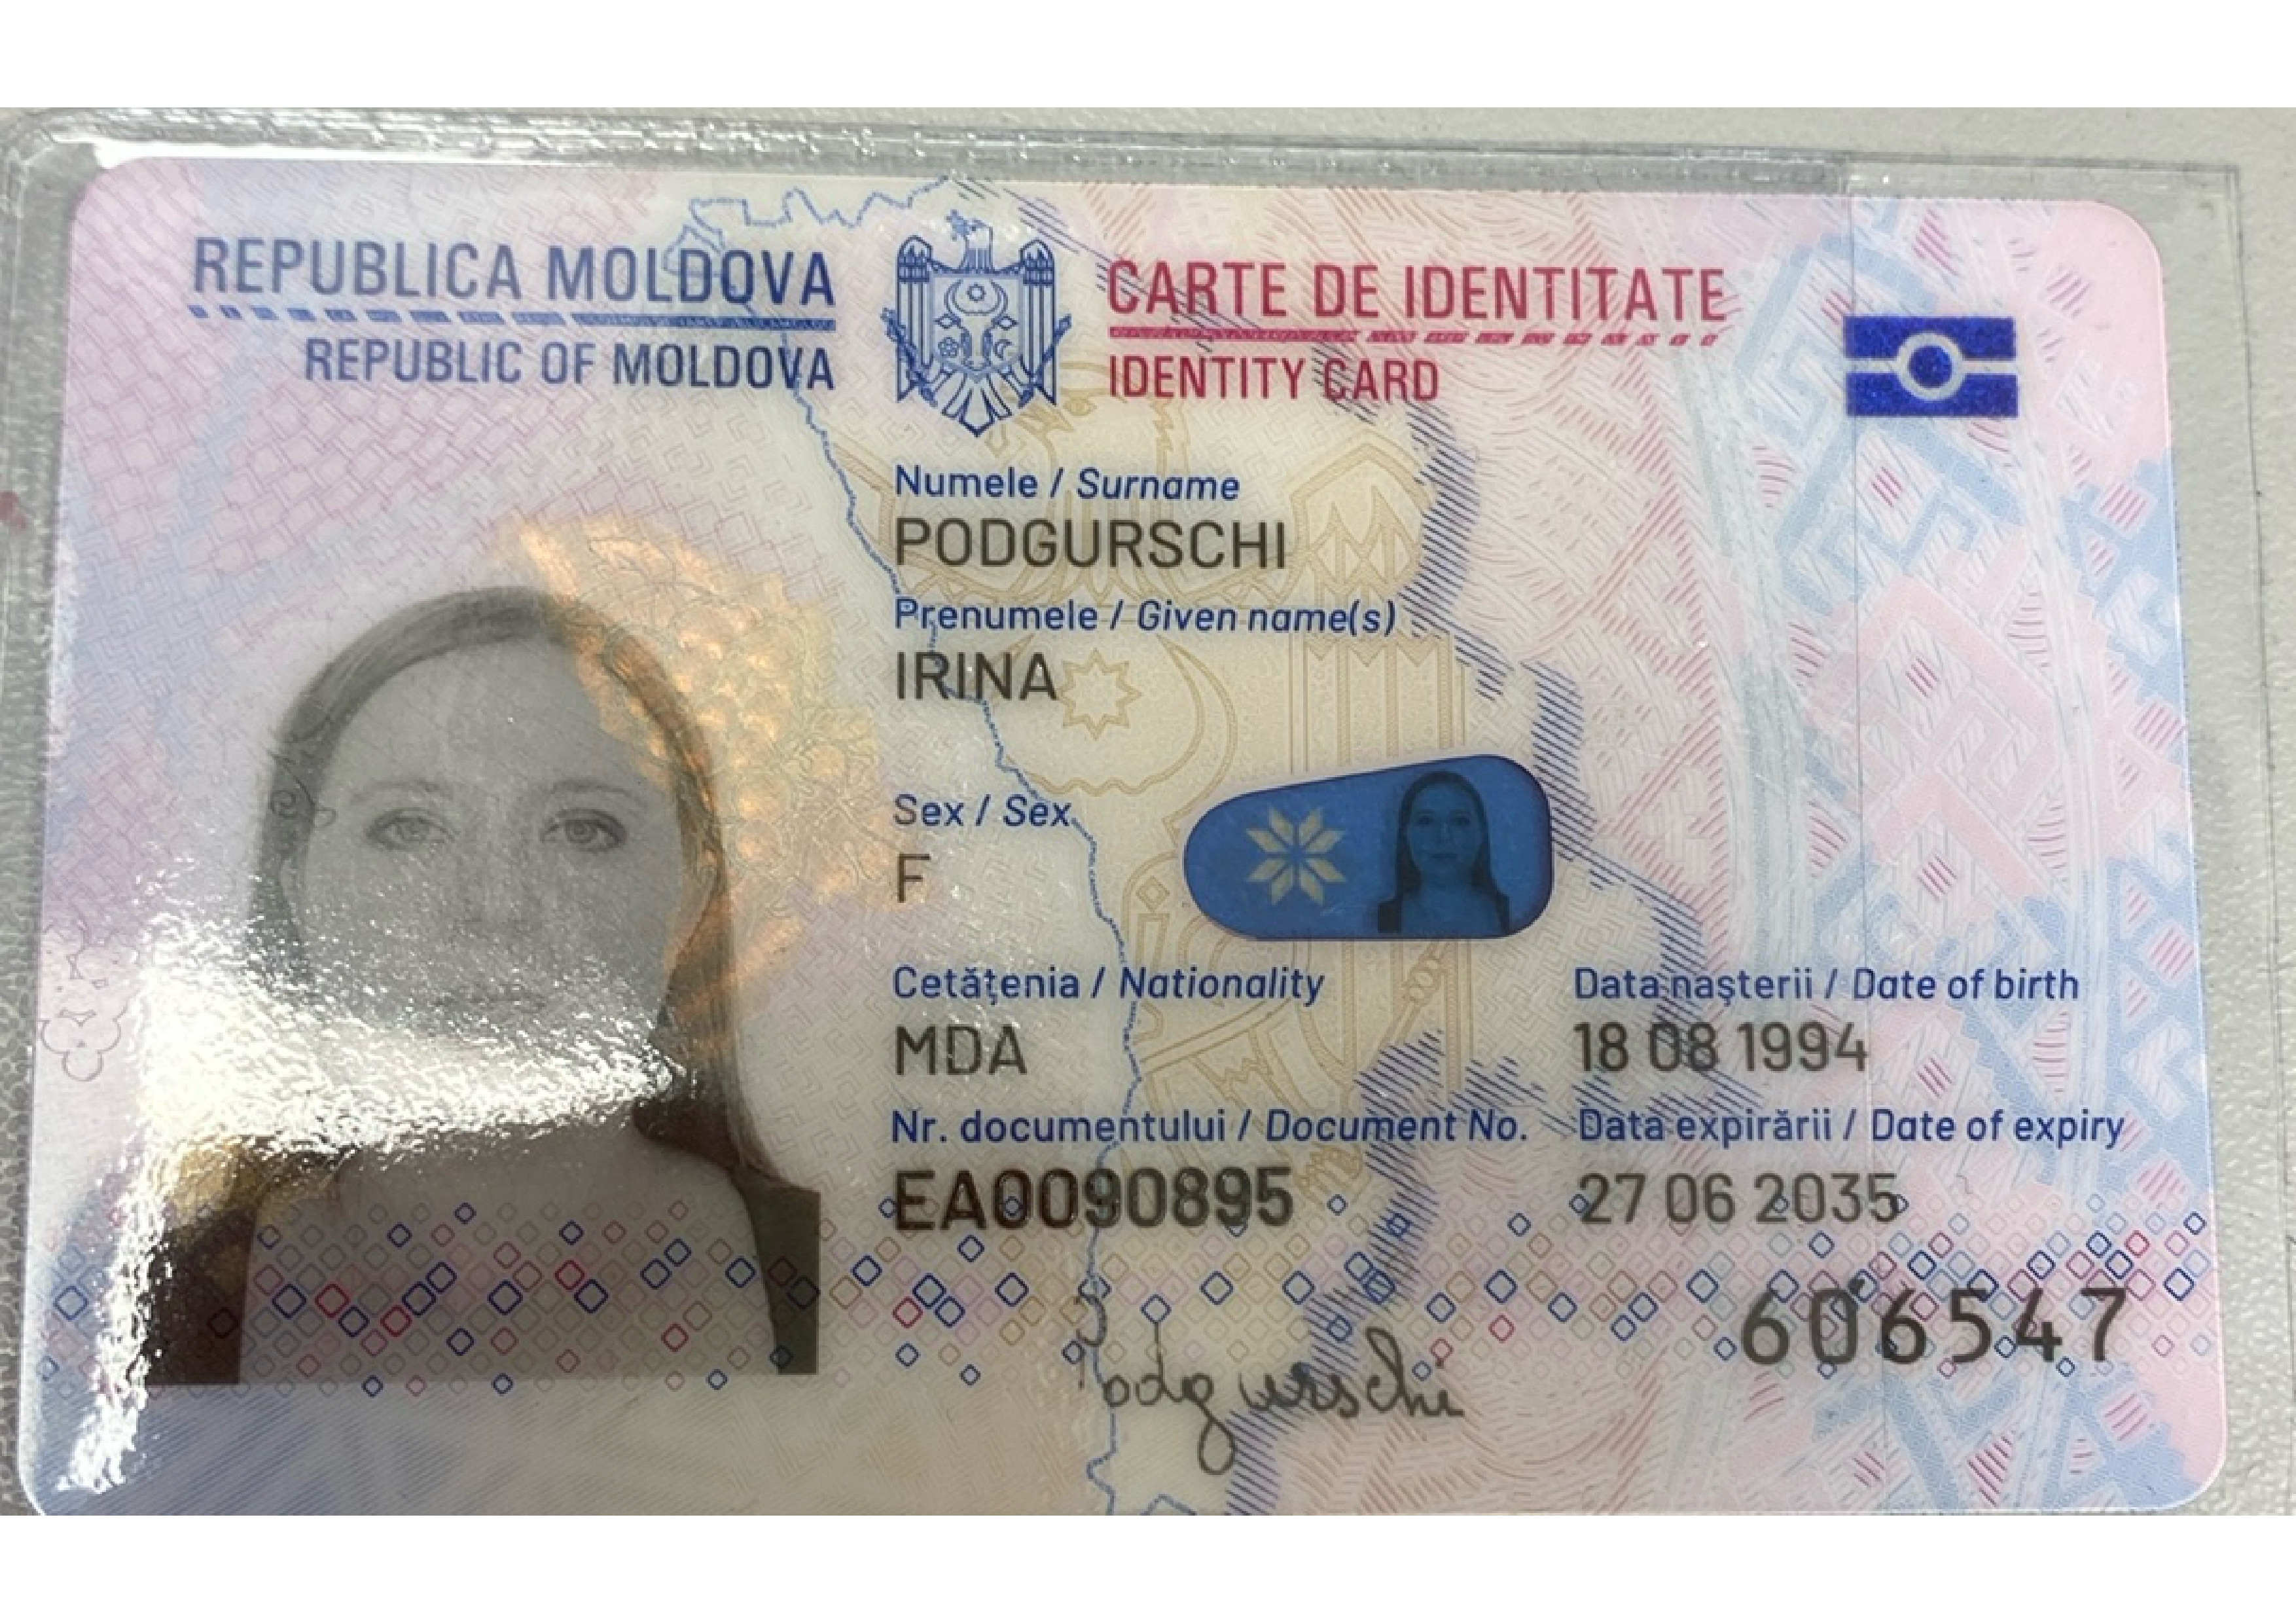 REPUBLICA MOLDOVA
REPUBLIC OF MOLDOVA
CARTE DE IDENTITATE
IDENTITY CARD
Numele / Surname
PODGURSCHI
Prenumele / Given name(s)
IRINA
Sex / Sex
F
Cetățenia / Nationality
MDA
Data nașterii / Date of birth
18 08 1994
Nr. documentului / Document No.
EA0090895
Data expirării / Date of expiry
27 06 2035
606547
Podgurschi